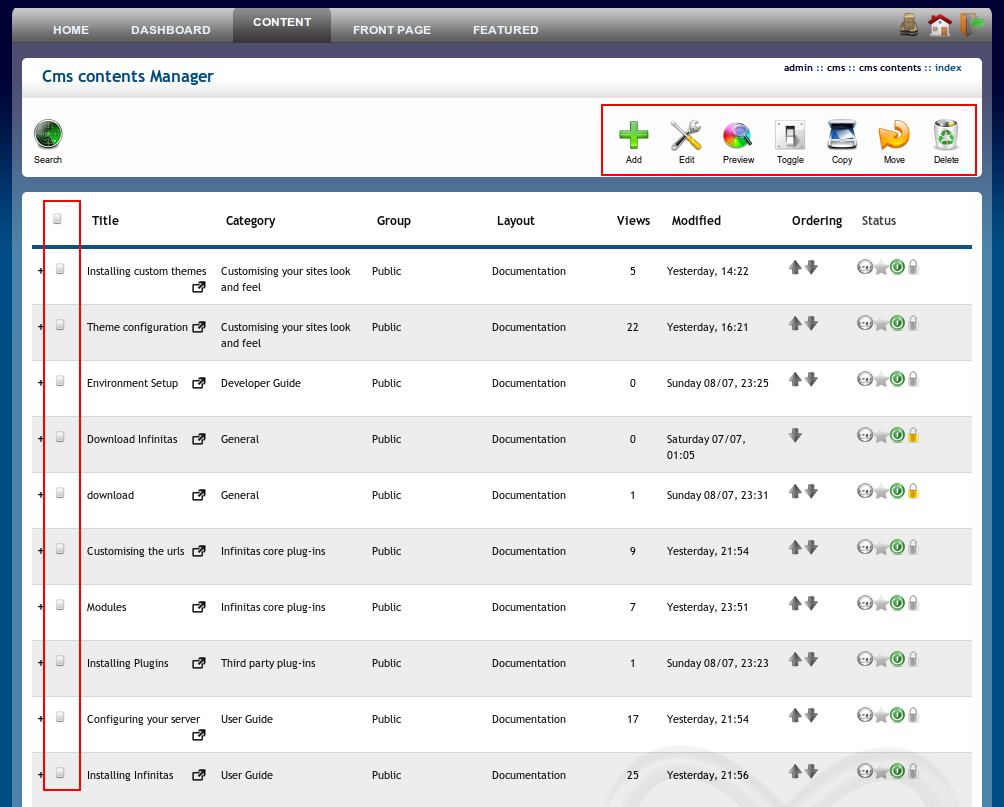 HOME DASHBOARD CONTENT FRONT PAGE FEATURED
Cms contents Manager
admin :: cms :: cms contents :: index
Search
Add Edit Preview Toggle Copy Move Delete
Title Category Group Layout Views Modified Ordering Status
+ Installing custom themes Customising your sites look Public Documentation 5 Yesterday, 14:22
and feel
+ Theme configuration Customising your sites look Public Documentation 22 Yesterday, 16:21
and feel
+ Environment Setup Developer Guide Public Documentation 0 Sunday 08/07, 23:25
+ Download Infinitas General Public Documentation 0 Saturday 07/07,
01:05
+ download General Public Documentation 1 Sunday 08/07, 23:31
+ Customising the urls Infinitas core plug-ins Public Documentation 9 Yesterday, 21:54
+ Modules Infinitas core plug-ins Public Documentation 7 Yesterday, 23:51
+ Installing Plugins Third party plug-ins Public Documentation 1 Sunday 08/07, 23:23
+ Configuring your server User Guide Public Documentation 17 Yesterday, 21:54
+ Installing Infinitas User Guide Public Documentation 25 Yesterday, 21:56